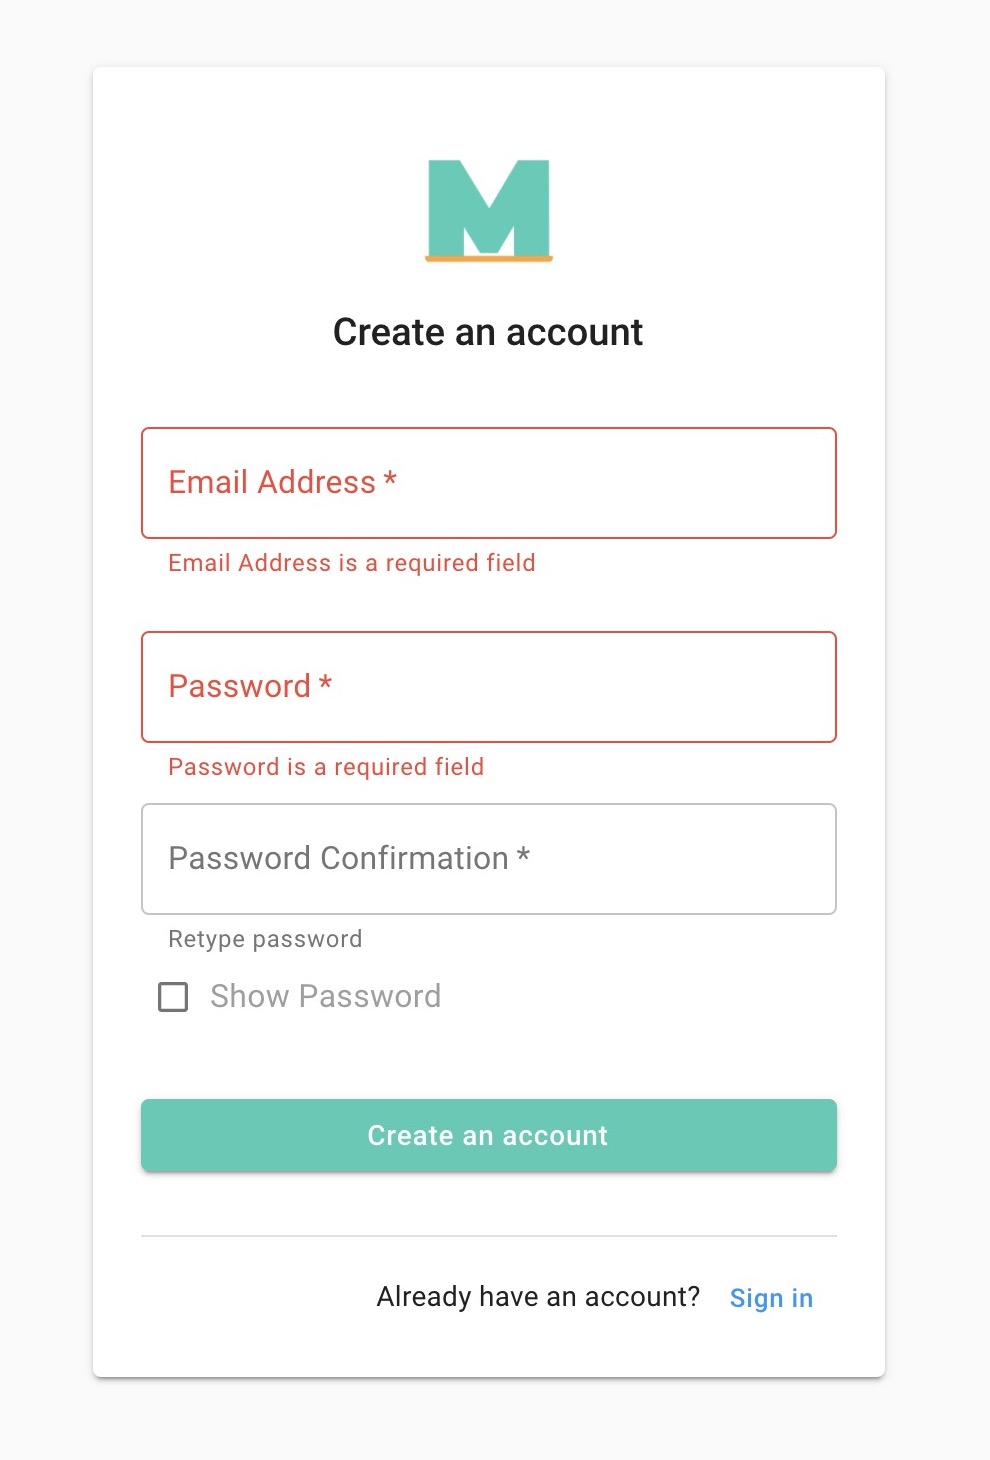 M
Create an account
Email Address *
Email Address is a required field
Password *
Password is a required field
Password Confirmation *
Retype password
Show Password
Create an account
Already have an account? Sign in